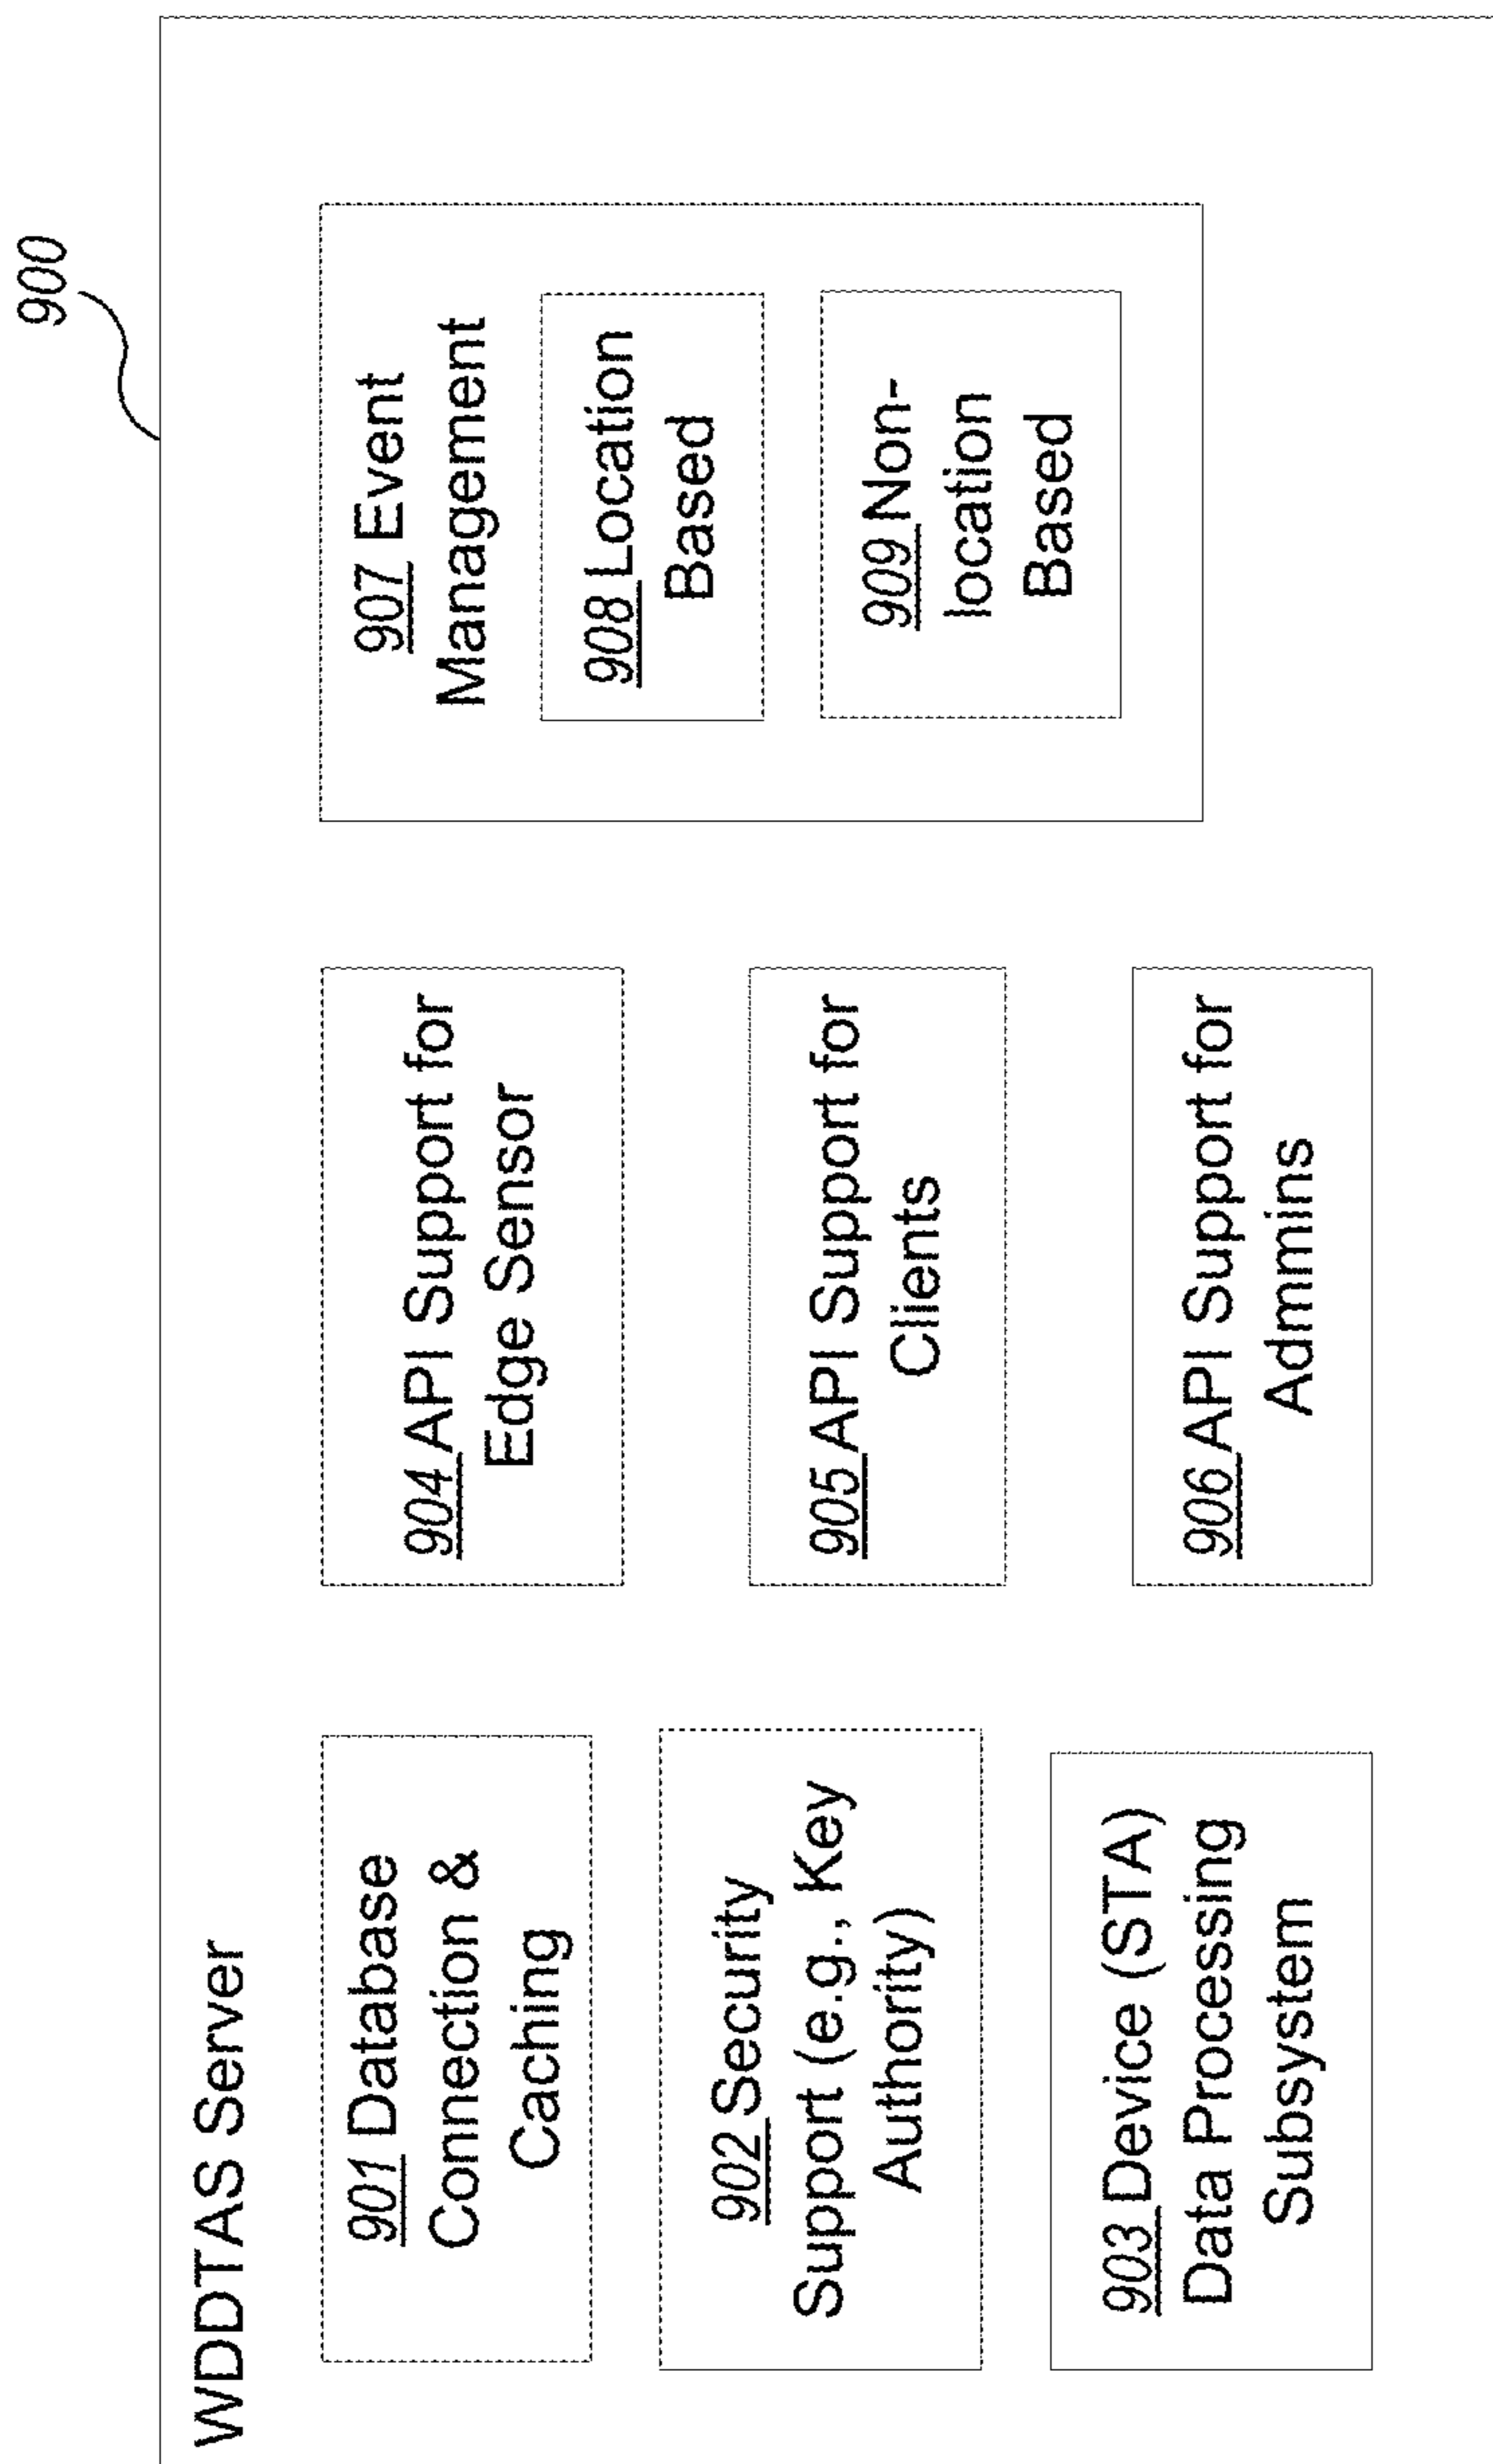 900
WDDTAS Server
901 Database
Connection &
Caching
902 Security
Support (e.g., Key
Authority)
903 Device (STA)
Data Processing
Subsystem
904 API Support for
Edge Sensor
905 API Support for
Clients
906 API Support for
Admins
907 Event
Management
908 Location
Based
909 Non-
location
Based